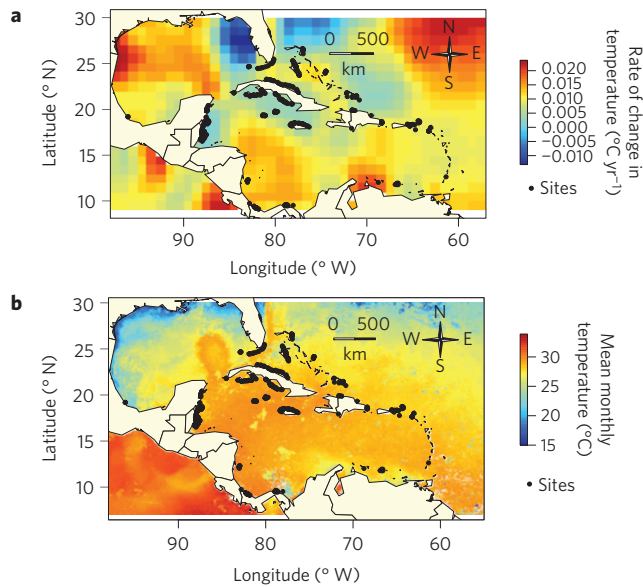 a
30
25
20
15
10
Latitude (° N)
90
80
70
60
Longitude (° W)
0 500
km
N
W E
S
0.020
0.015
0.010
0.005
0.000
−0.005
−0.010
Rate of change in
temperature (°C yr⁻¹)
• Sites
b
30
25
20
15
10
Latitude (° N)
90
80
70
60
Longitude (° W)
0 500
km
N
W E
S
30
25
20
15
Mean monthly
temperature (°C)
• Sites